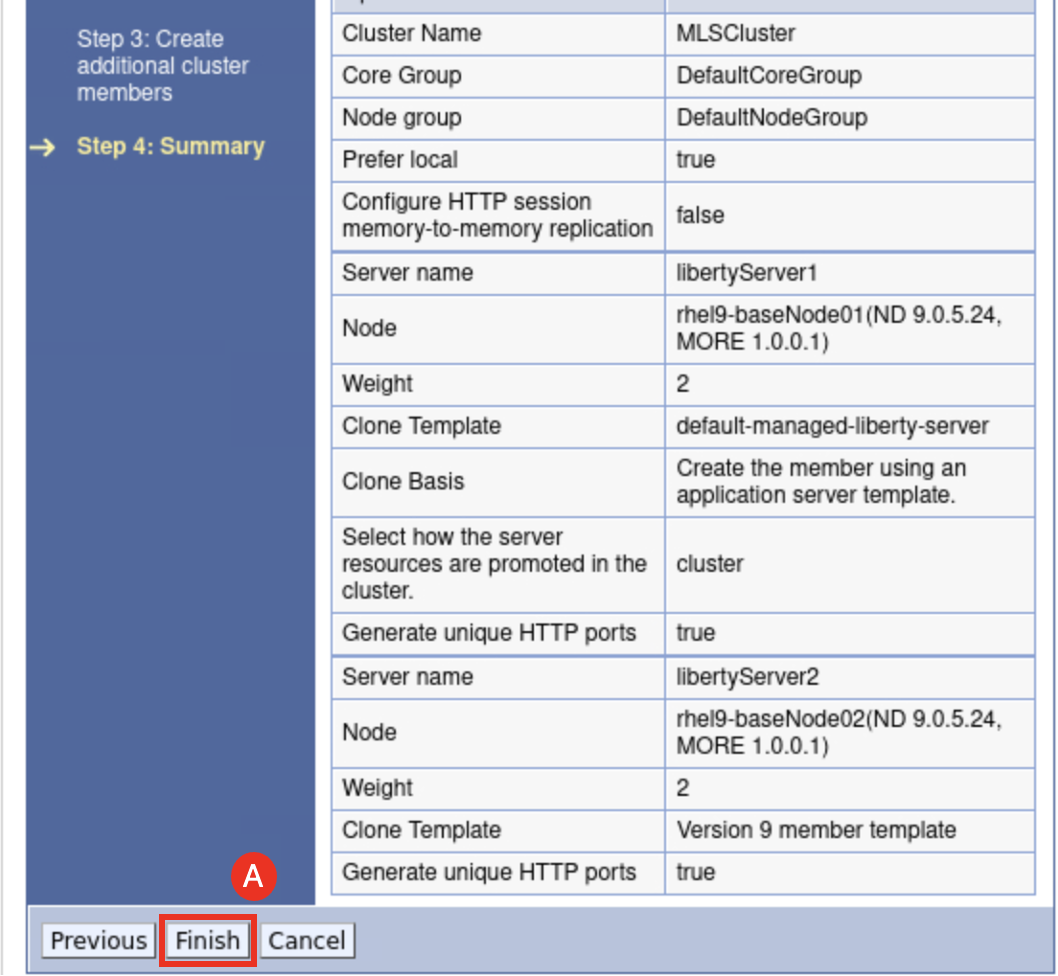 Step 3: Create
additional cluster
members
Step 4: Summary
Cluster Name MLSCluster
Core Group DefaultCoreGroup
Node group DefaultNodeGroup
Prefer local true
Configure HTTP session
memory-to-memory replication false
Server name libertyServer1
Node rhel9-baseNode01(ND 9.0.5.24,
MORE 1.0.0.1)
Weight 2
Clone Template default-managed-liberty-server
Clone Basis Create the member using an
application server template.
Select how the server
resources are promoted in the
cluster. cluster
Generate unique HTTP ports true
Server name libertyServer2
Node rhel9-baseNode02(ND 9.0.5.24,
MORE 1.0.0.1)
Weight 2
Clone Template Version 9 member template
Generate unique HTTP ports true
A
Previous Finish Cancel